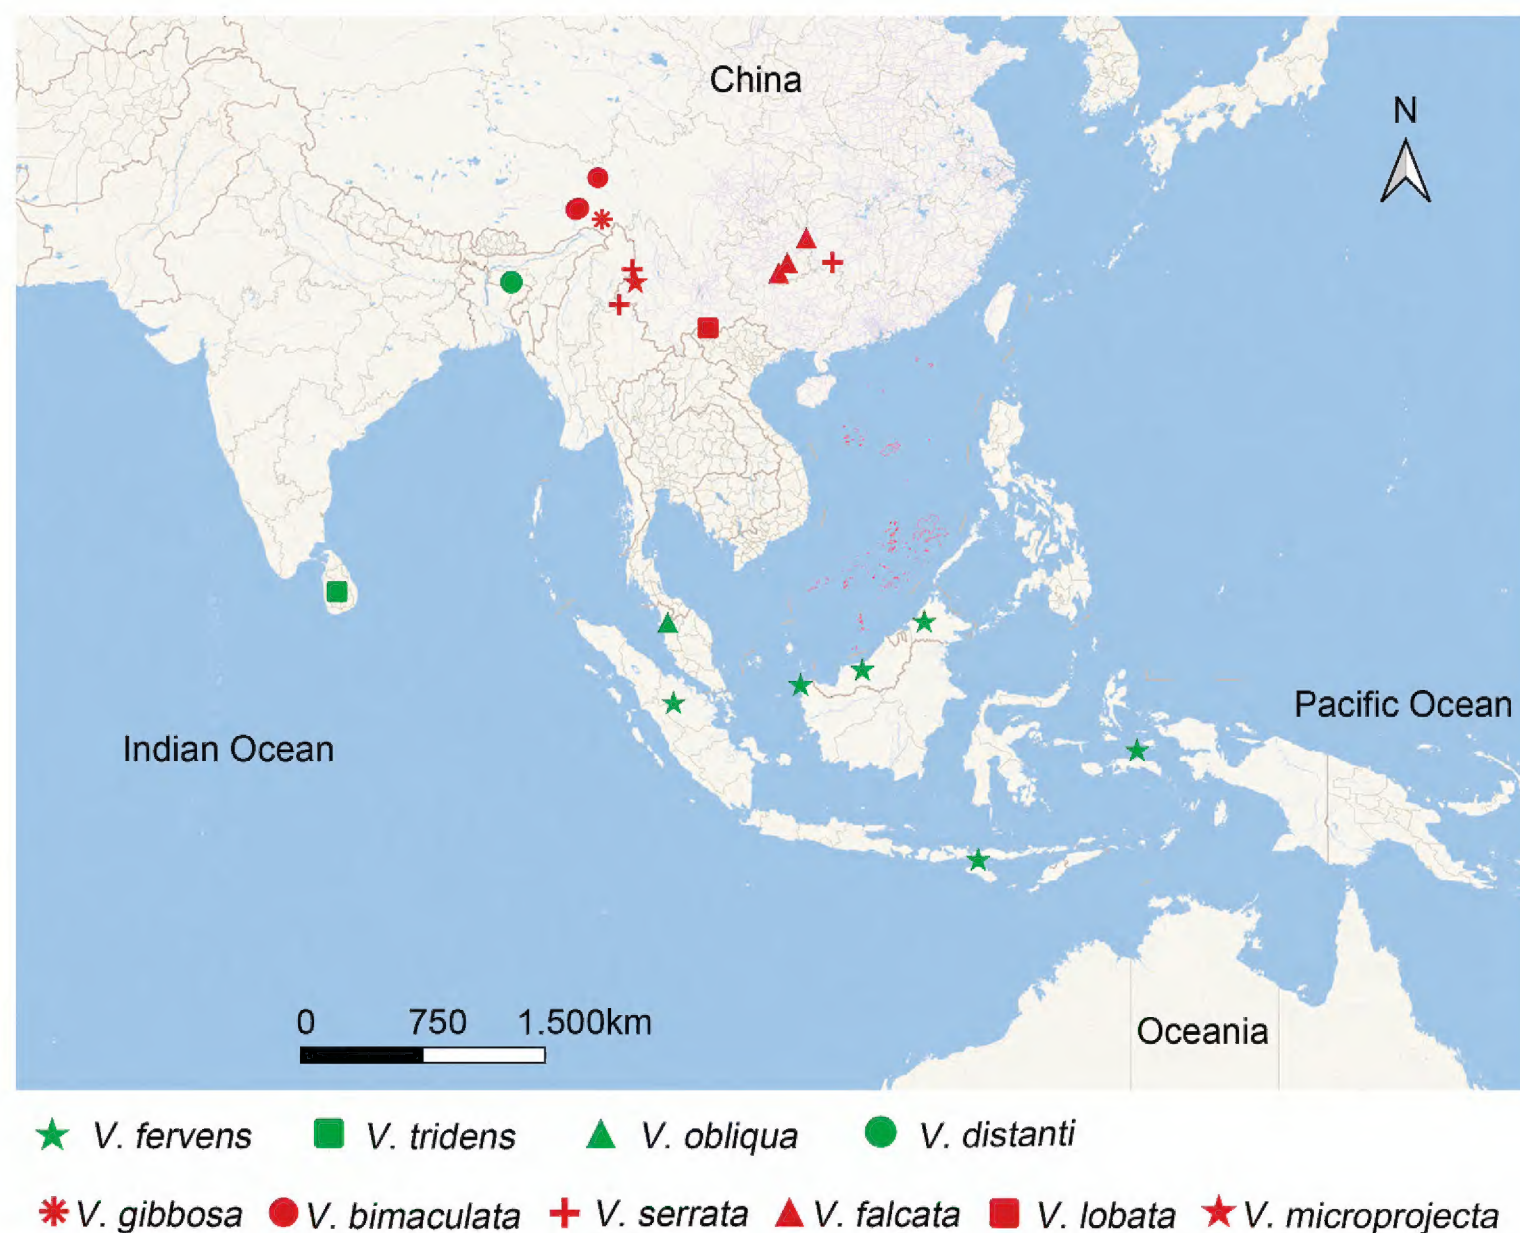 China
N
Pacific Ocean
Indian Ocean
0 750 1.500km
Oceania
V. fervens V. tridens V. obliqua V. distanti
V. gibbosa V. bimaculata V. serrata V. falcata V. lobata V. microprojecta